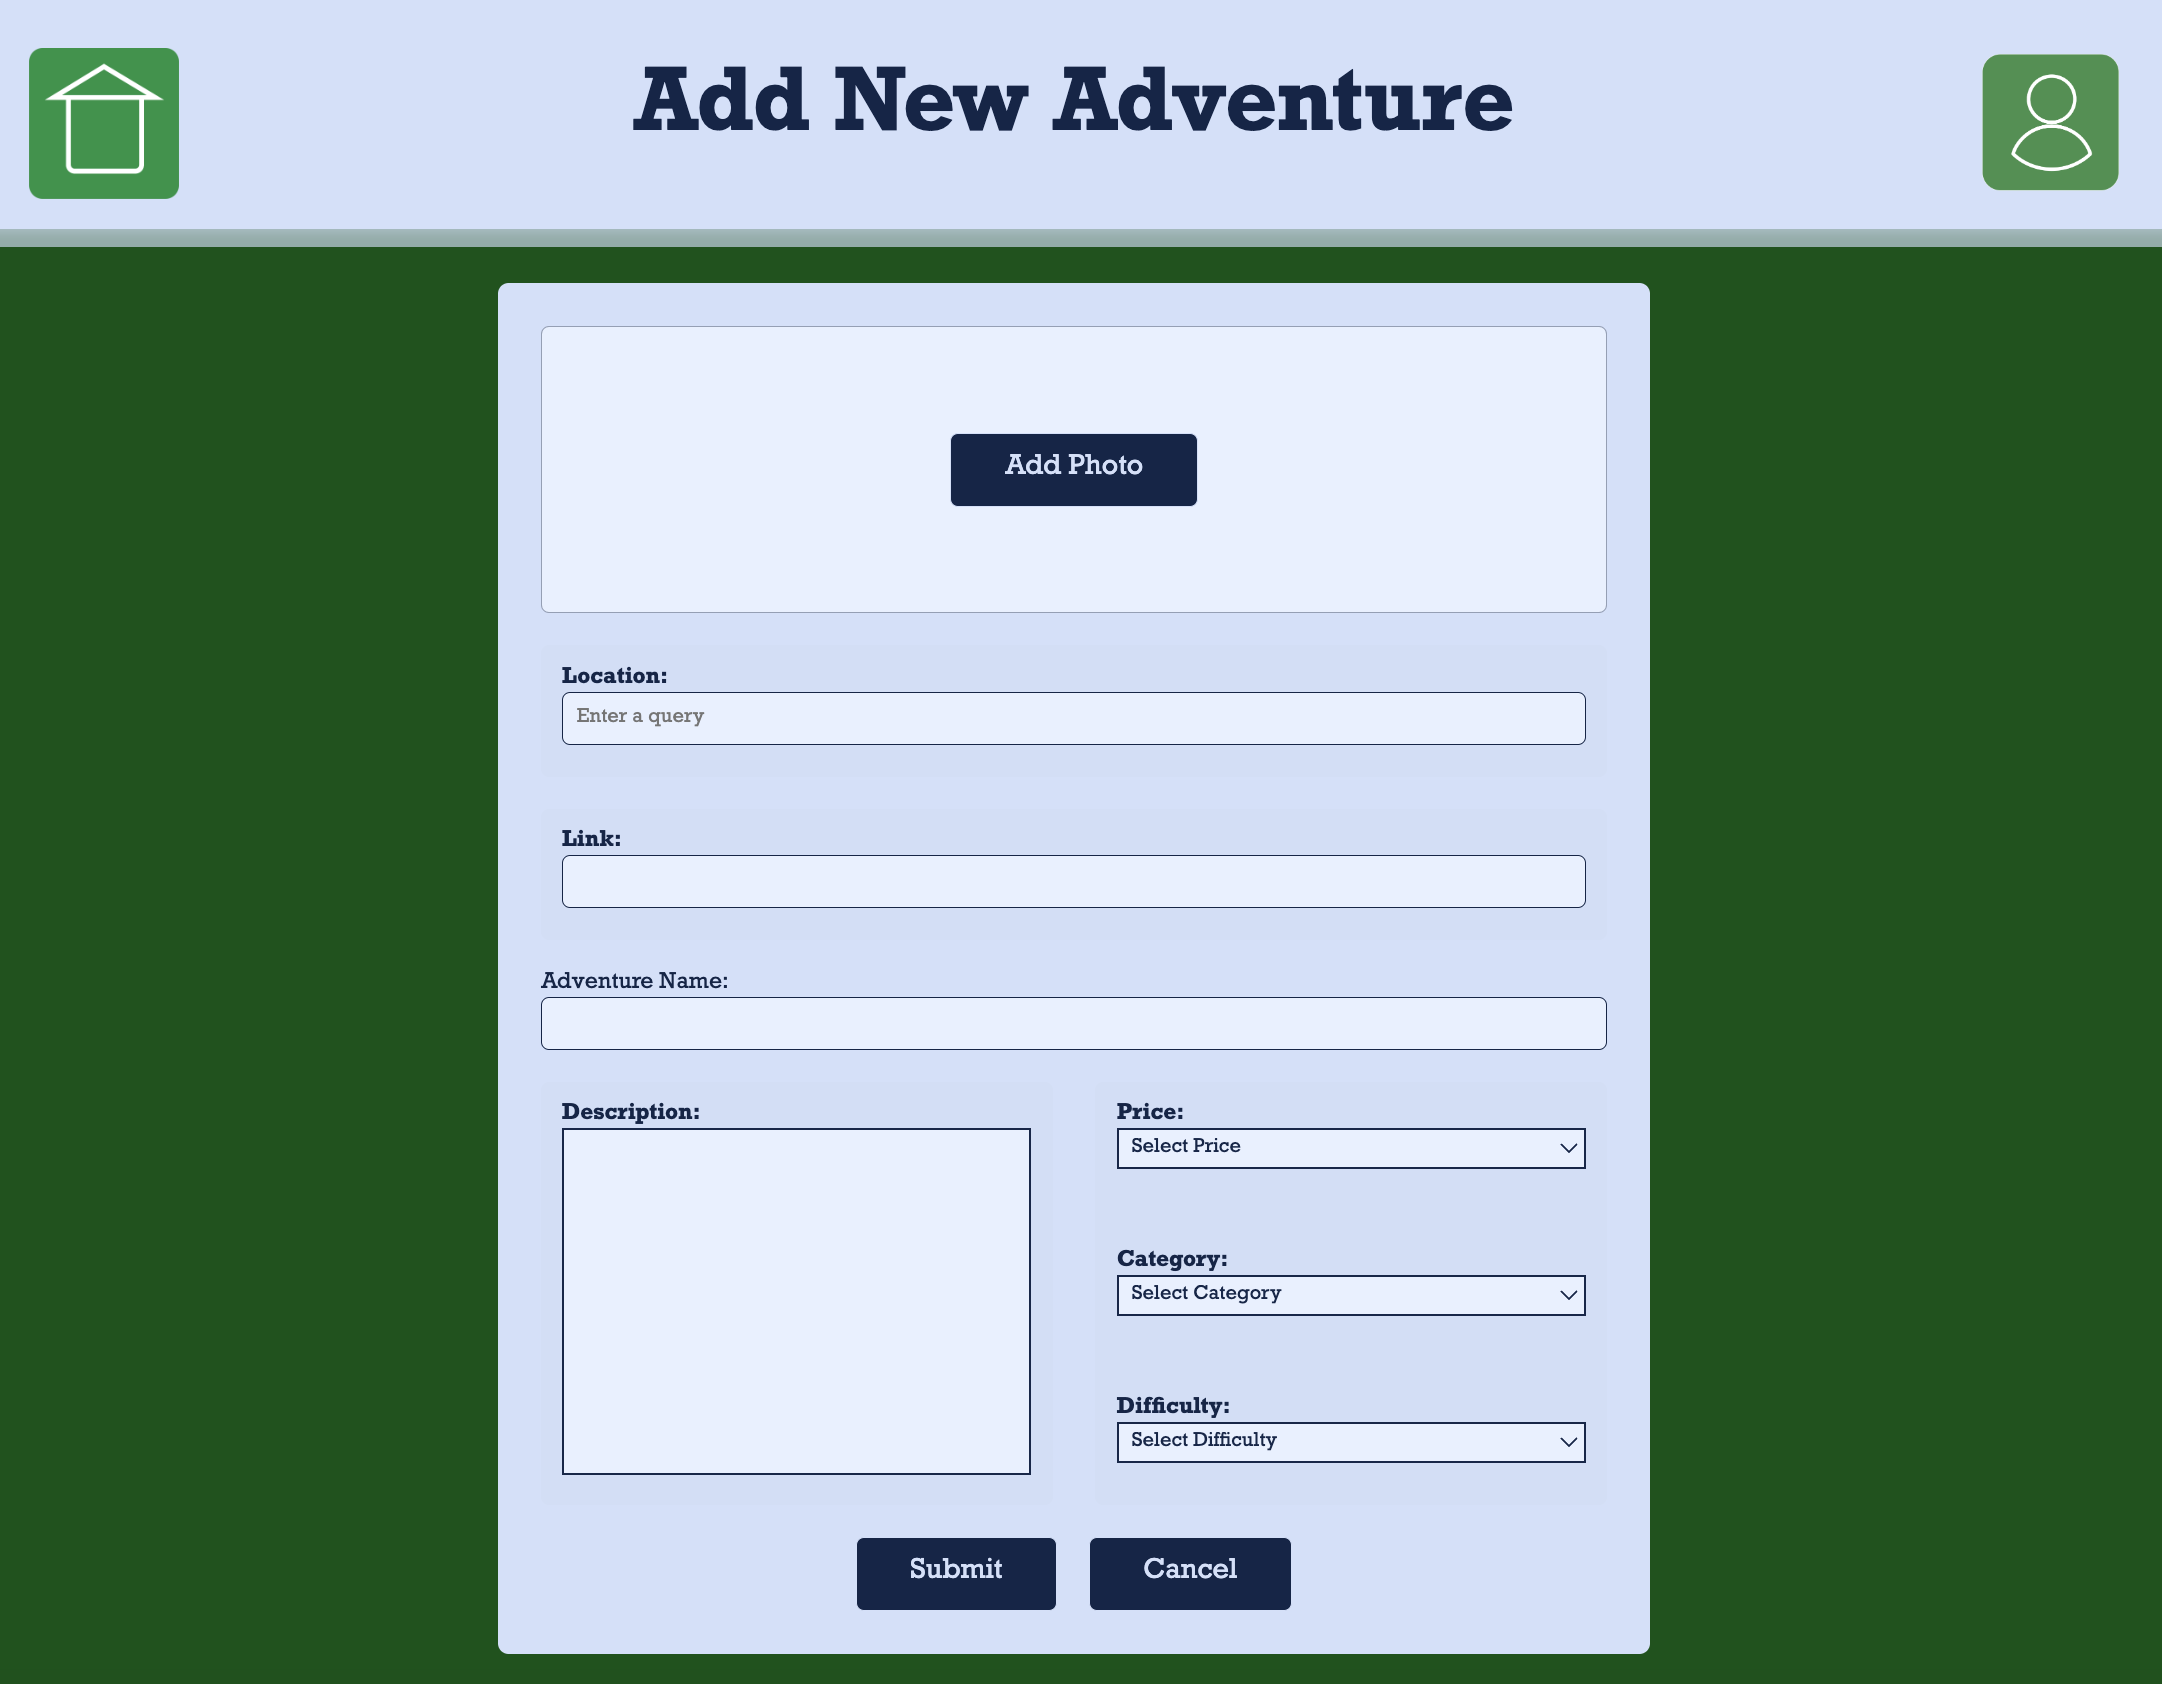 Add New Adventure
Add Photo
Location:
Enter a query
Link:
Adventure Name:
Description:
Price:
Select Price
Category:
Select Category
Difficulty:
Select Difficulty
Submit
Cancel